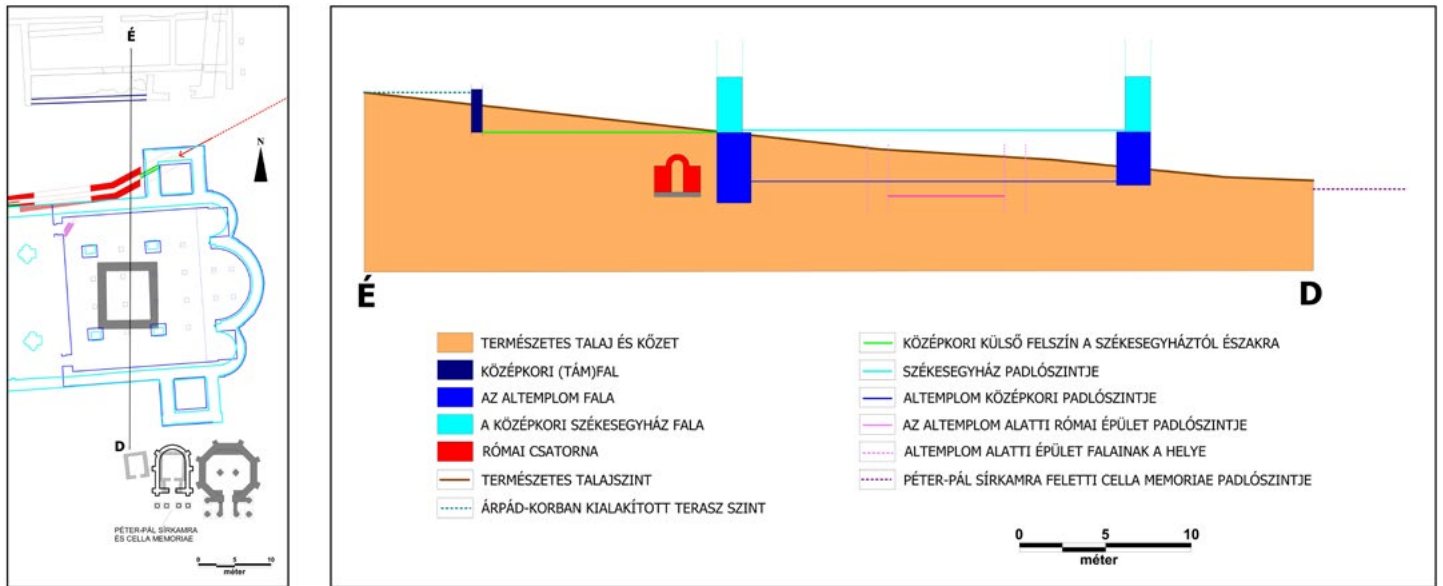 É
N
D
PÉTER-PÁL SÍRKAMRA
ÉS CELLA MEMORIAE
0 5 10
méter
É
D
TERMÉSZETES TALAJ ÉS KŐZET
KÖZÉPKORI (TÁM)FAL
AZ ALTEMPLOM FALA
A KÖZÉPKORI SZÉKESEGYHÁZ FALA
RÓMAI CSATORNA
TERMÉSZETES TALAJSZINT
ÁRPÁD-KORBAN KIALAKÍTOTT TERASZ SZINT
KÖZÉPKORI KÜLSŐ FELSZÍN A SZÉKESEGYHÁZTÓL ÉSZAKRA
SZÉKESEGYHÁZ PADLÓSZINTJE
ALTEMPLOM KÖZÉPKORI PADLÓSZINTJE
AZ ALTEMPLOM ALATTI RÓMAI ÉPÜLET PADLÓSZINTJE
ALTEMPLOM ALATTI ÉPÜLET FALAINAK A HELYE
PÉTER-PÁL SÍRKAMRA FELETTI CELLA MEMORIAE PADLÓSZINTJE
0 5 10
méter